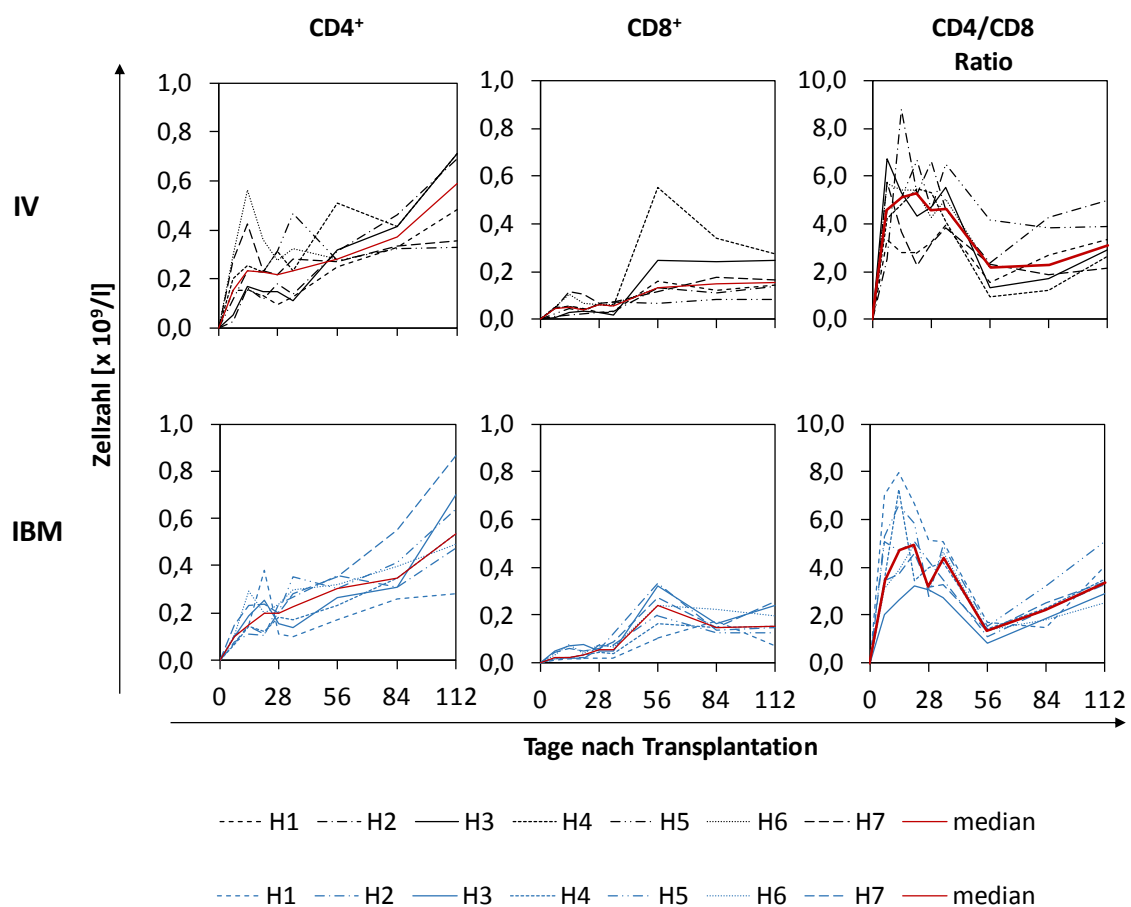 CD4⁺
CD8⁺
CD4/CD8
Ratio
IV
1,0
0,8
0,6
0,4
0,2
0,0
1,0
0,8
0,6
0,4
0,2
0,0
10,0
8,0
6,0
4,0
2,0
0,0
Zellzahl [x 10⁹/l]
IBM
1,0
0,8
0,6
0,4
0,2
0,0
0 28 56 84 112
1,0
0,8
0,6
0,4
0,2
0,0
0 28 56 84 112
10,0
8,0
6,0
4,0
2,0
0,0
0 28 56 84 112
Tage nach Transplantation
H1 H2 H3 H4 H5 H6 H7 median
H1 H2 H3 H4 H5 H6 H7 median